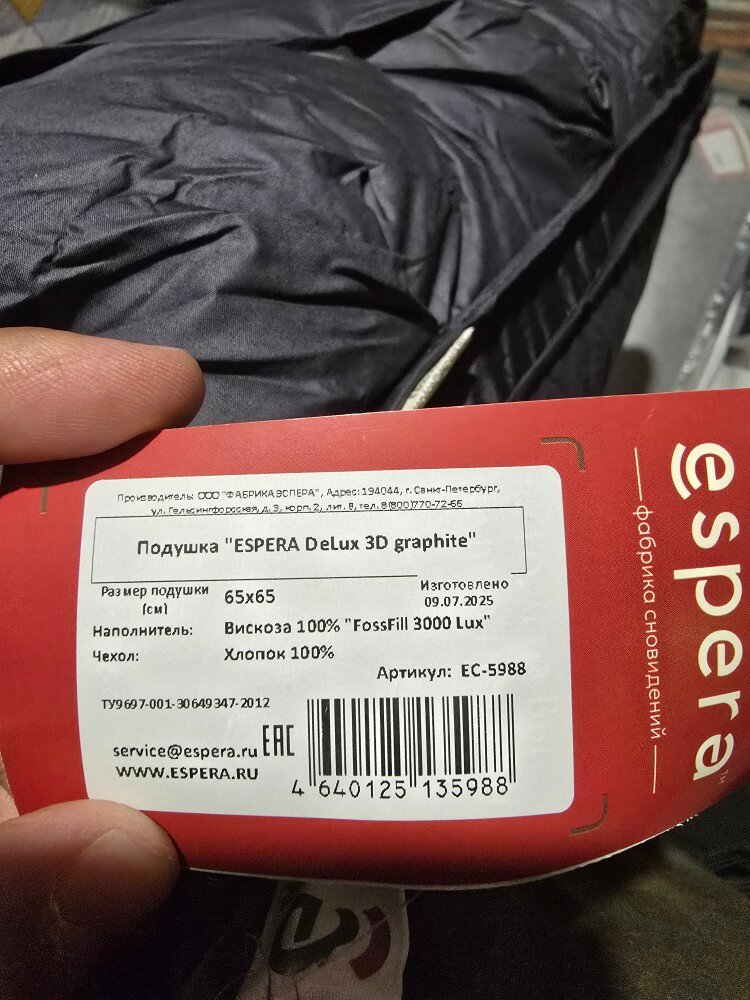 Производитель: ООО "ФАБРИКА ЭСПЕРА", Адрес: 194044, г. Санкт-Петербург,
ул. Гельсингфорсская, д. 3, корп. 2, лит. В, тел. 8(800)770-72-66
Подушка "ESPERA DeLux 3D graphite"
Размер подушки (см) 65x65
Изготовлено
09.07.2025
Наполнитель: Вискоза 100% "FossFill 3000 Lux"
Чехол: Хлопок 100%
Артикул: EC-5988
ТУ9697-001-30649347-2012
service@espera.ru EAC
WWW.ESPERA.RU
4 640125 135988
espera™
фабрика сновидений